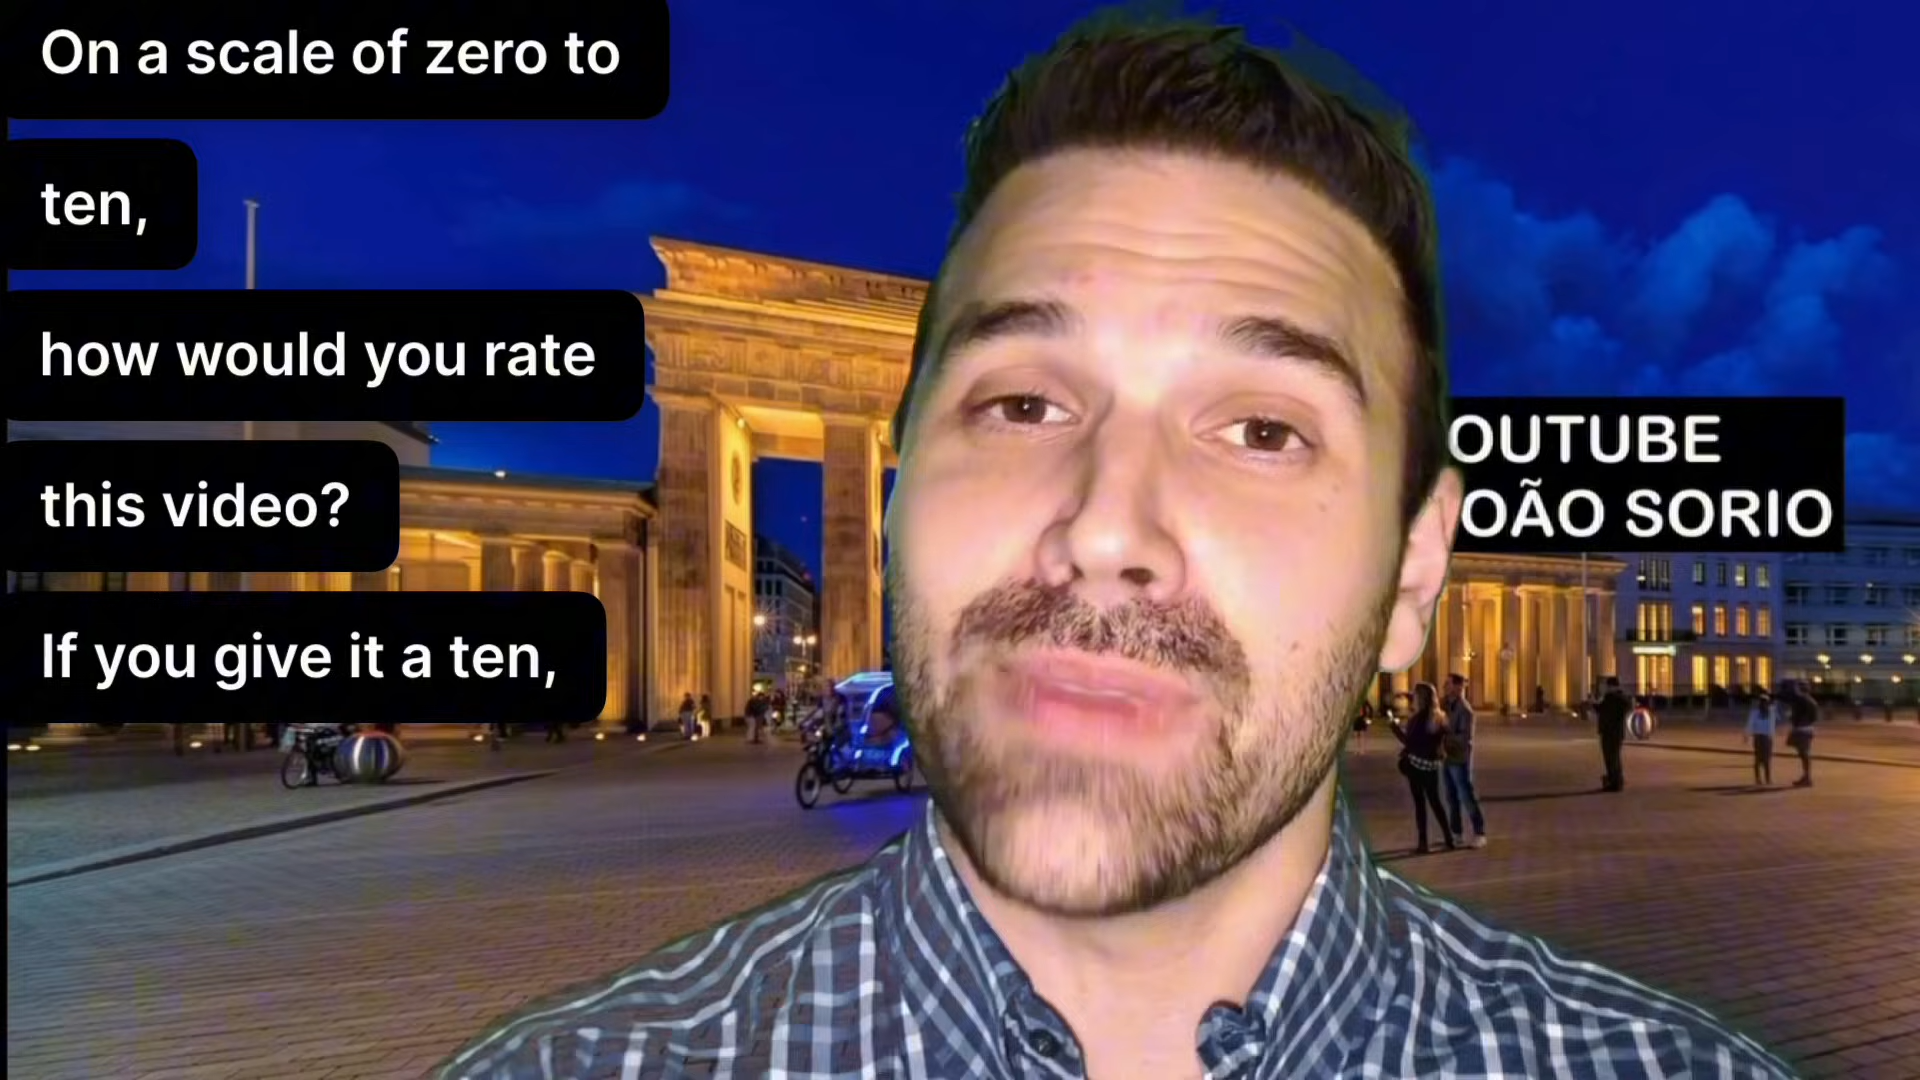 On a scale of zero to
ten,
how would you rate
this video?
If you give it a ten,
OUTUBE
OÃO SORIO